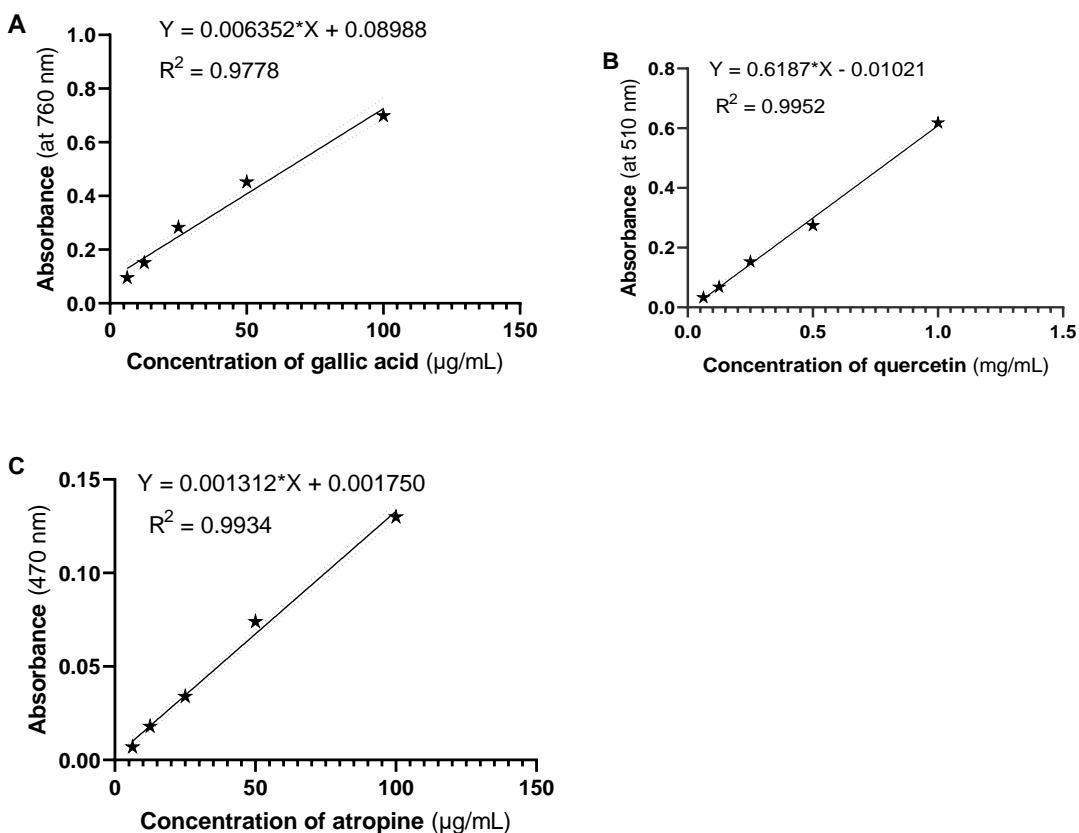 A
Y = 0.006352*X + 0.08988
R² = 0.9778
Absorbance (at 760 nm)
1.0
0.8
0.6
0.4
0.2
0.0
0
50
100
150
Concentration of gallic acid (µg/mL)
B
Y = 0.6187*X - 0.01021
R² = 0.9952
Absorbance (at 510 nm)
0.8
0.6
0.4
0.2
0.0
0.0
0.5
1.0
1.5
Concentration of quercetin (mg/mL)
C
Y = 0.001312*X + 0.001750
R² = 0.9934
Absorbance (470 nm)
0.15
0.10
0.05
0.00
0
50
100
150
Concentration of atropine (µg/mL)